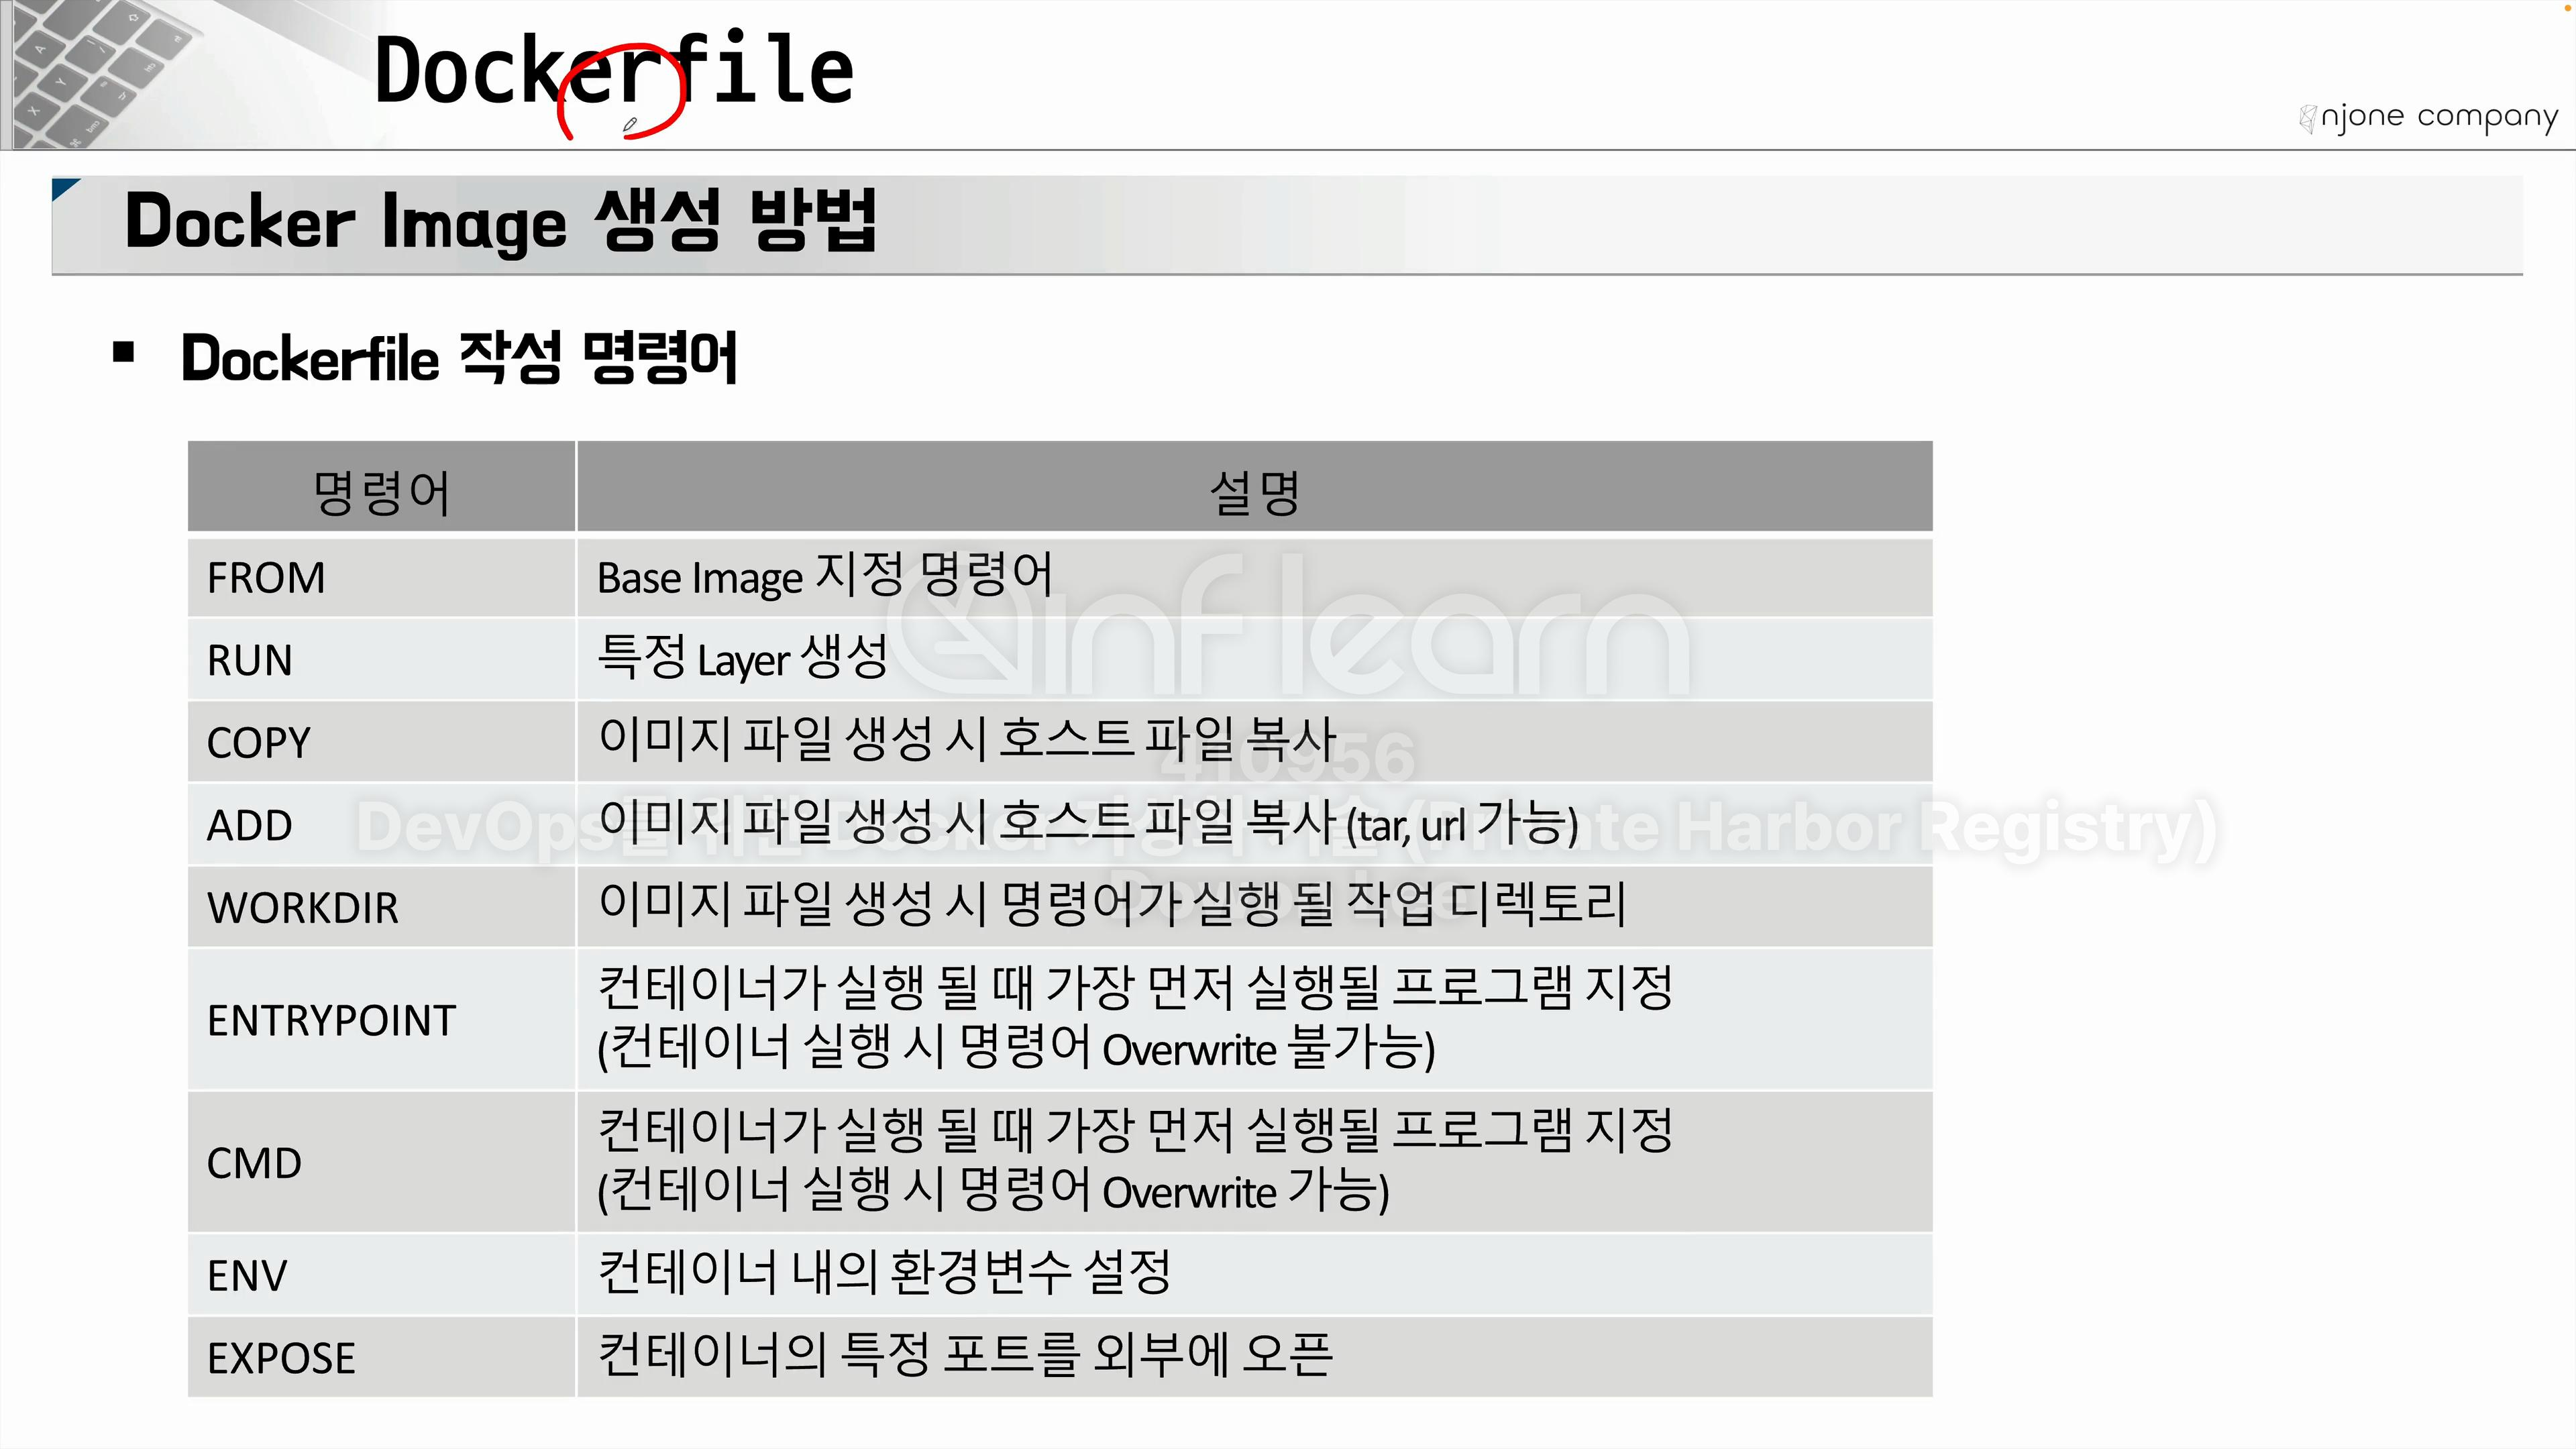 Dockerfile
njone company
Docker Image 생성 방법
▪ Dockerfile 작성 명령어
명령어 설명
FROM Base Image 지정 명령어
RUN 특정 Layer 생성
COPY 이미지 파일 생성 시 호스트 파일 복사
ADD 이미지 파일 생성 시 호스트 파일 복사 (tar, url 가능)
WORKDIR 이미지 파일 생성 시 명령어가 실행 될 작업 디렉토리
ENTRYPOINT 컨테이너가 실행 될 때 가장 먼저 실행될 프로그램 지정
(컨테이너 실행 시 명령어 Overwrite 불가능)
CMD 컨테이너가 실행 될 때 가장 먼저 실행될 프로그램 지정
(컨테이너 실행 시 명령어 Overwrite 가능)
ENV 컨테이너 내의 환경변수 설정
EXPOSE 컨테이너의 특정 포트를 외부에 오픈
inflearn
410956
DevOps를 위한 Docker 가상화 기술 (Private Harbor Registry)